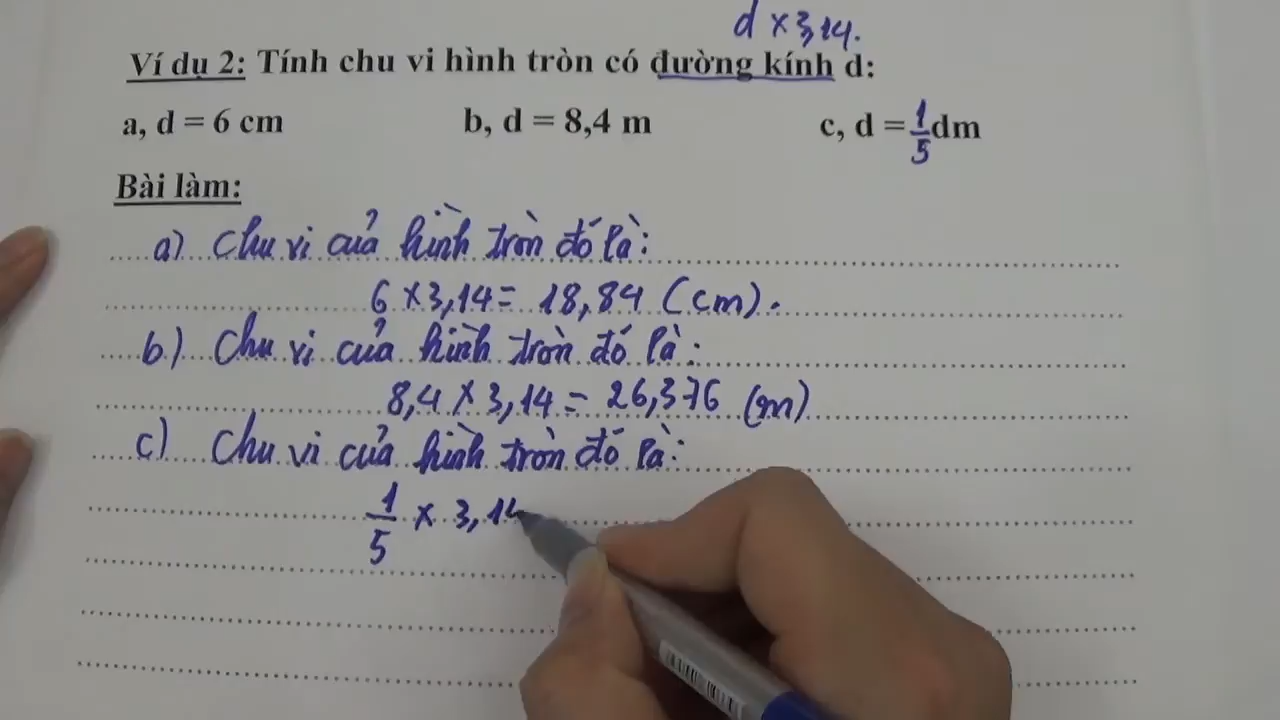 d × 3,14.
Ví dụ 2: Tính chu vi hình tròn có đường kính d:
a, d = 6 cm b, d = 8,4 m c, d = 1/5 dm
Bài làm:
a) Chu vi của hình tròn đó là:
6 × 3,14 = 18,84 (cm).
b) Chu vi của hình tròn đó là:
8,4 × 3,14 = 26,376 (m)
c) Chu vi của hình tròn đó là:
1/5 × 3,14